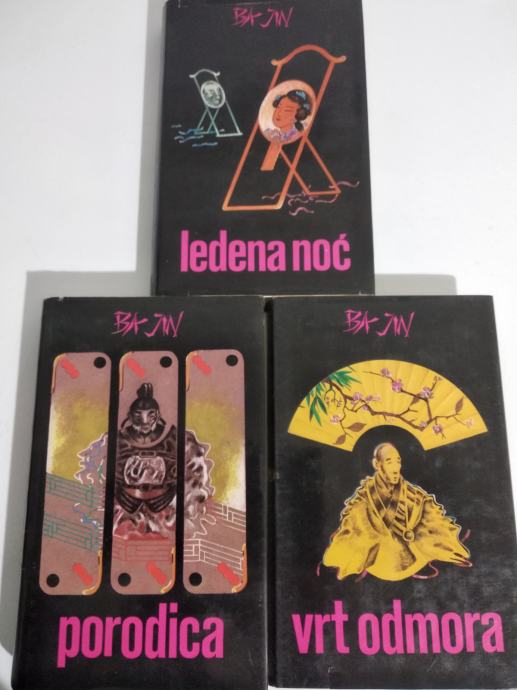 BA JIN
ledena noć
BA JIN
porodica
BA JIN
vrt odmora